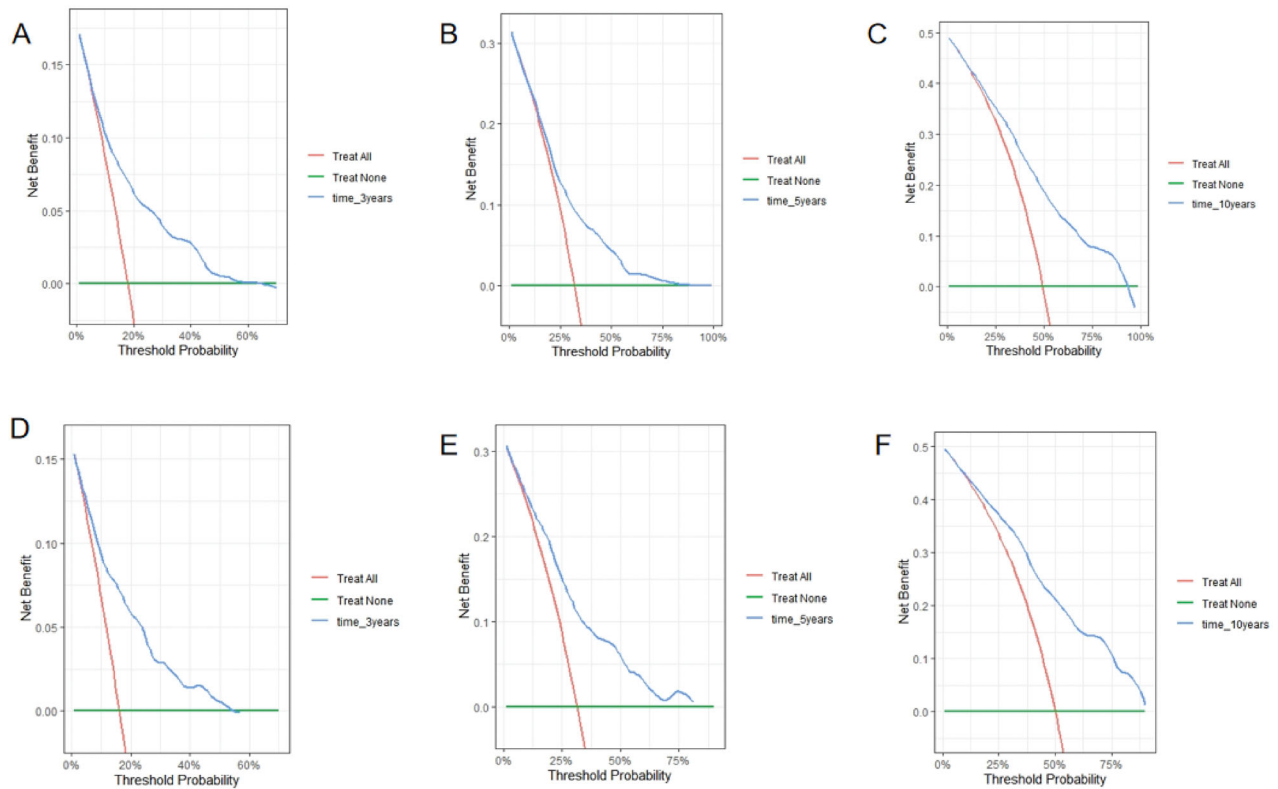 A
0.15
0.10
0.05
0.00
Net Benefit
0%
20%
40%
60%
Threshold Probability
Treat All
Treat None
time_3years
B
0.3
0.2
0.1
0.0
Net Benefit
0%
25%
50%
75%
100%
Threshold Probability
Treat All
Treat None
time_5years
C
0.5
0.4
0.3
0.2
0.1
0.0
Net Benefit
0%
25%
50%
75%
100%
Threshold Probability
Treat All
Treat None
time_10years
D
0.15
0.10
0.05
0.00
Net Benefit
0%
20%
40%
60%
Threshold Probability
Treat All
Treat None
time_3years
E
0.3
0.2
0.1
0.0
Net Benefit
0%
25%
50%
75%
Threshold Probability
Treat All
Treat None
time_5years
F
0.5
0.4
0.3
0.2
0.1
0.0
Net Benefit
0%
25%
50%
75%
Threshold Probability
Treat All
Treat None
time_10years